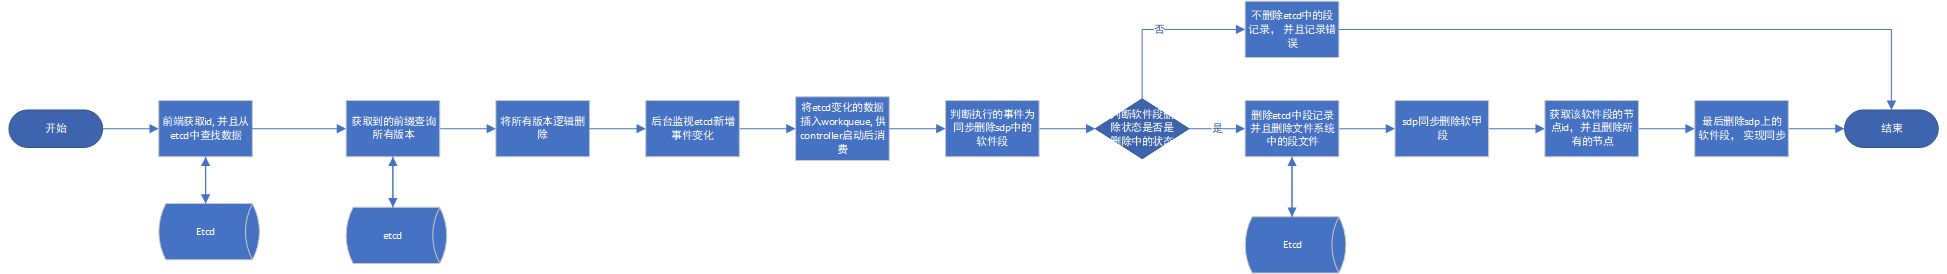 不删除etcd中的段
记录， 并且记录错
误
否
开始
前端获取id, 并且从
etcd中查找数据
获取到的前缀查询
所有版本
将所有版本逻辑删
除
后台监视etcd新增
事件变化
将etcd变化的数据
插入workqueue, 供
controller启动后消
费
判断执行的事件为
同步删除sdp中的
软件段
判断软件段删
除状态是否是
删除中的状态
是
删除etcd中段记录
并且删除文件系统
中的段文件
sdp同步删除软甲
段
获取该软件段的节
点id，并且删除所
有的节点
最后删除sdp上的
软件段， 实现同步
结束
Etcd
etcd
Etcd